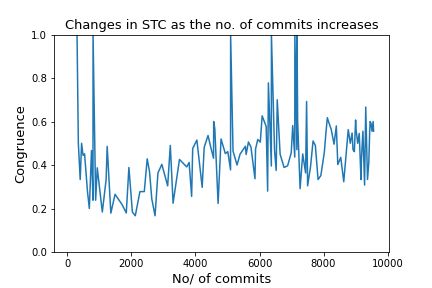 Changes in STC as the no. of commits increases
1.0
0.8
0.6
0.4
0.2
0.0
Congruence
0 2000 4000 6000 8000 10000
No/ of commits